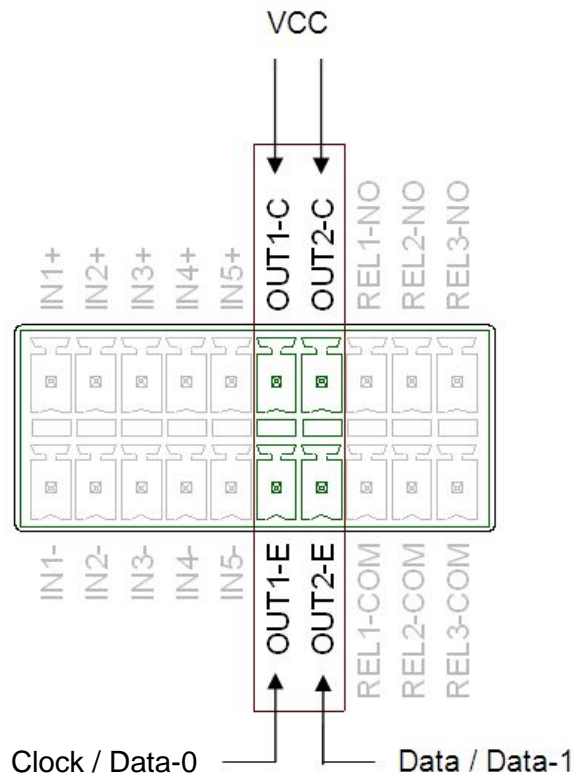 VCC
IN1+
IN2+
IN3+
IN4+
IN5+
OUT1-C
OUT2-C
REL1-NO
REL2-NO
REL3-NO
IN1-
IN2-
IN3-
IN4-
IN5-
OUT1-E
OUT2-E
REL1-COM
REL2-COM
REL3-COM
Clock / Data-0
Data / Data-1